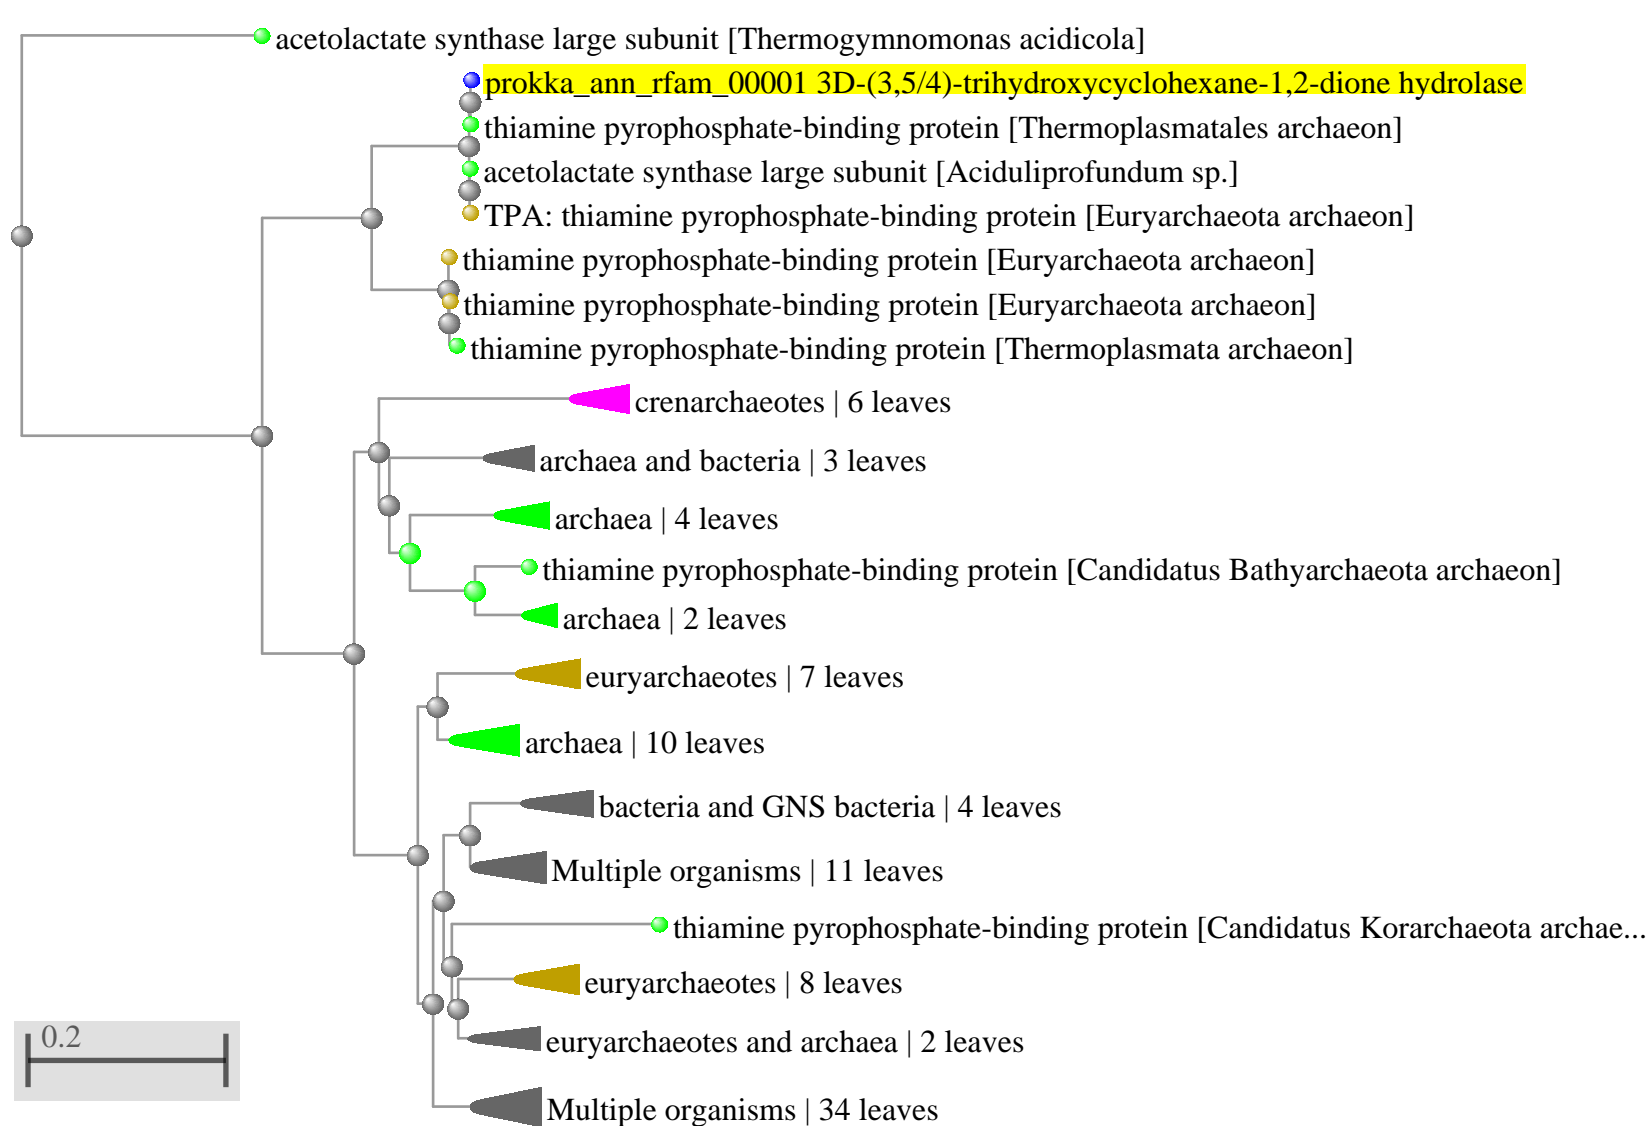 acetolactate synthase large subunit [Thermogymnomonas acidicola]
prokka_ann_rfam_00001 3D-(3,5/4)-trihydroxycyclohexane-1,2-dione hydrolase
thiamine pyrophosphate-binding protein [Thermoplasmatales archaeon]
acetolactate synthase large subunit [Aciduliprofundum sp.]
TPA: thiamine pyrophosphate-binding protein [Euryarchaeota archaeon]
thiamine pyrophosphate-binding protein [Euryarchaeota archaeon]
thiamine pyrophosphate-binding protein [Euryarchaeota archaeon]
thiamine pyrophosphate-binding protein [Thermoplasmata archaeon]
crenarchaeotes | 6 leaves
archaea and bacteria | 3 leaves
archaea | 4 leaves
thiamine pyrophosphate-binding protein [Candidatus Bathyarchaeota archaeon]
archaea | 2 leaves
euryarchaeotes | 7 leaves
archaea | 10 leaves
bacteria and GNS bacteria | 4 leaves
Multiple organisms | 11 leaves
thiamine pyrophosphate-binding protein [Candidatus Korarchaeota archae...
euryarchaeotes | 8 leaves
0.2
euryarchaeotes and archaea | 2 leaves
Multiple organisms | 34 leaves